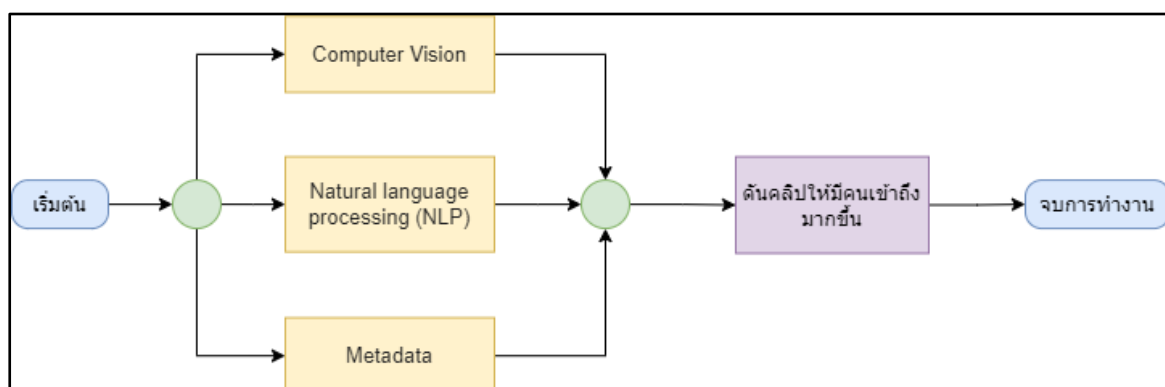 Computer Vision
เริ่มต้น
Natural language
processing (NLP)
ดันคลิปให้มีคนเข้าถึง
มากขึ้น
จบการทำงาน
Metadata